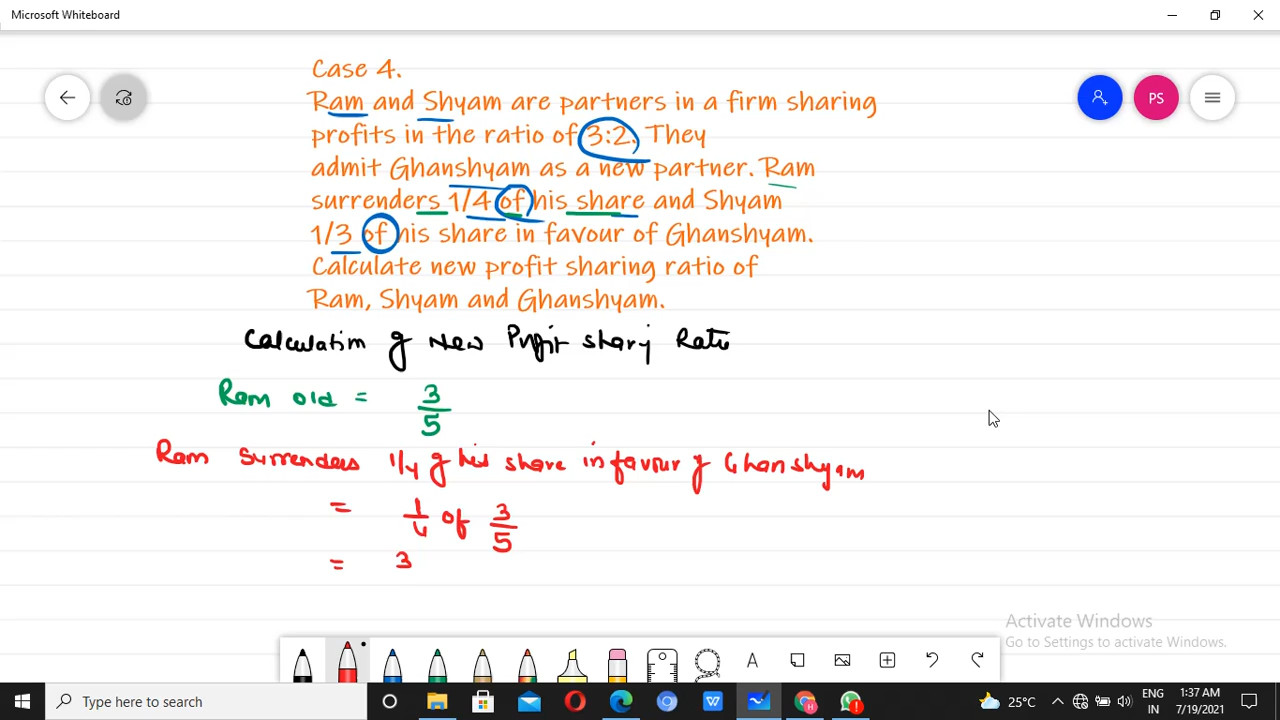 Microsoft Whiteboard
PS
Case 4.
Ram and Shyam are partners in a firm sharing
profits in the ratio of 3:2. They
admit Ghanshyam as a new partner. Ram
surrenders 1/4 of his share and Shyam
1/3 of his share in favour of Ghanshyam.
Calculate new profit sharing ratio of
Ram, Shyam and Ghanshyam.
Calculation of New Profit sharing Ratio
Ram old = 3/5
Ram Surrenders 1/4 of his share in favour of Ghanshyam
= 1/4 of 3/5
= 3
Activate Windows
Go to Settings to activate Windows.
A
Type here to search
25°C
ENG
IN
1:37 AM
7/19/2021